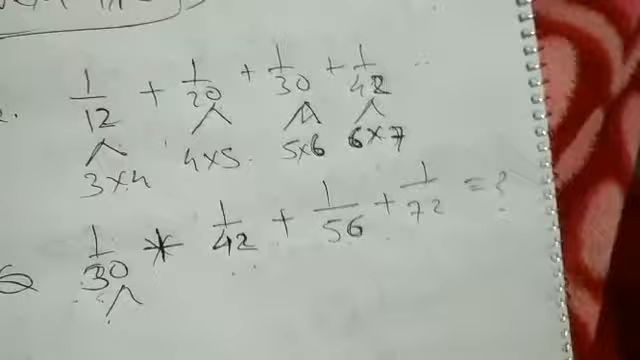 1/12 + 1/20 + 1/30 + 1/42 ..
3×4 4×5. 5×6 6×7
Q 1/30 * 1/42 + 1/56 + 1/72 = ?